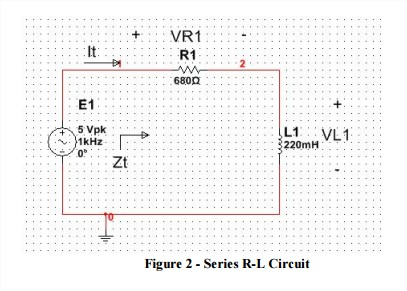 + VR1 -
It
R1
1
2
680Ω
E1
+
5 Vpk
1kHz
0°
L1
220mH
VL1
Zt
-
0
Figure 2 - Series R-L Circuit